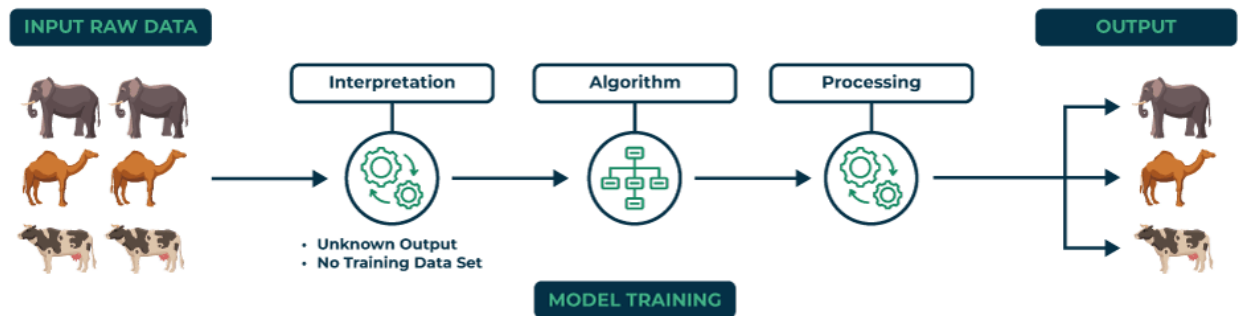 INPUT RAW DATA
OUTPUT
Interpretation
Algorithm
Processing
• Unknown Output
• No Training Data Set
MODEL TRAINING